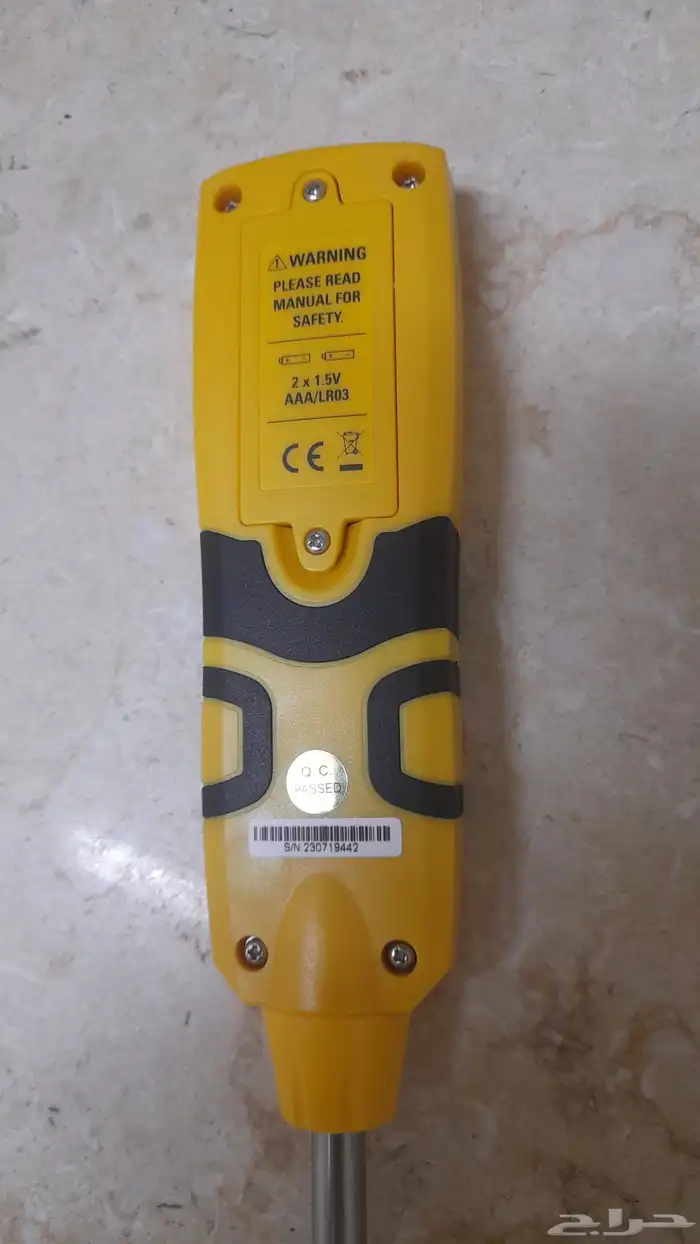 ⚠ WARNING
PLEASE READ
MANUAL FOR
SAFETY.
2 x 1.5V
AAA/LR03
CE
Q.C.
PASSED
S/N 230719442
حراج